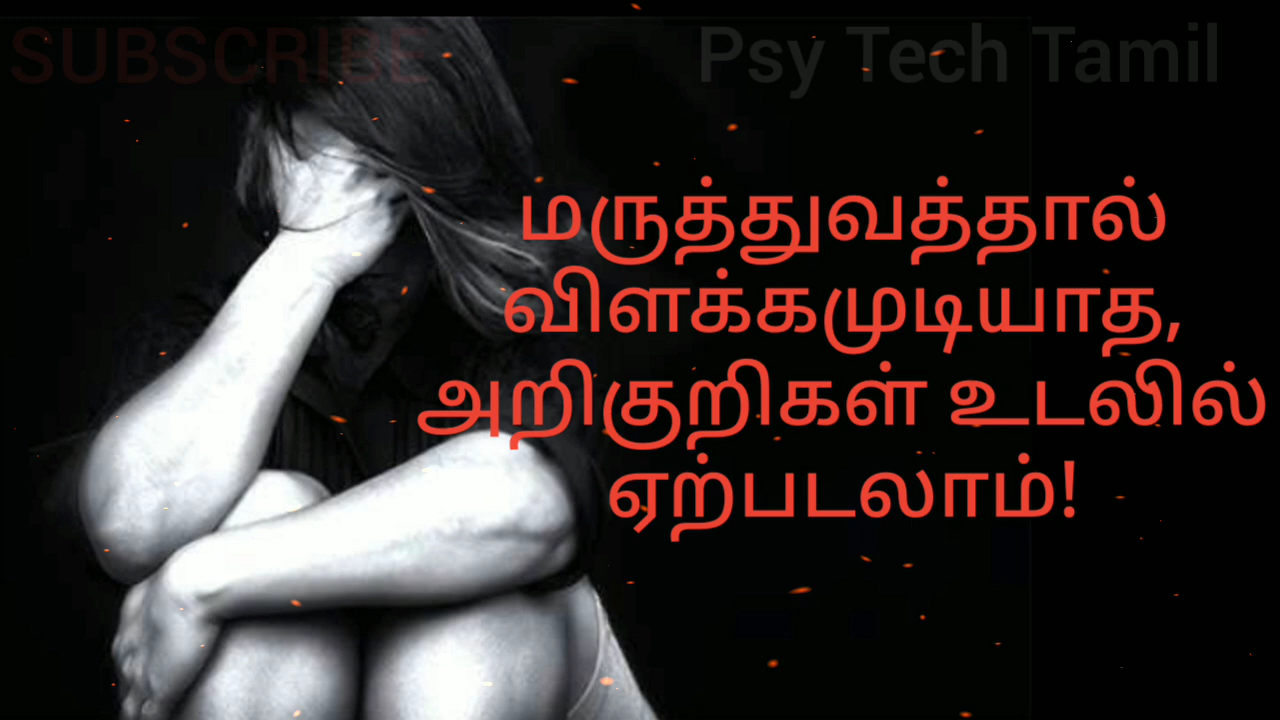 SUBSCRIBE
Psy Tech Tamil
மருத்துவத்தால்
விளக்கமுடியாத,
அறிகுறிகள் உடலில்
ஏற்படலாம்!